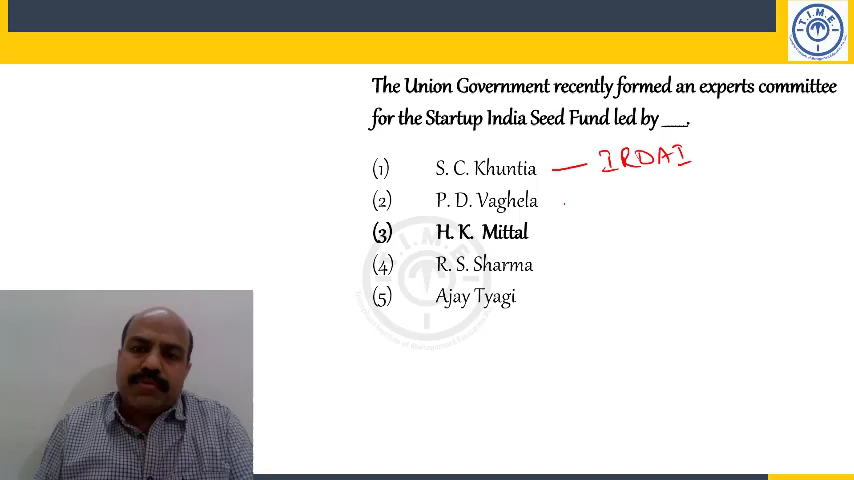 T.I.M.E.
The Union Government recently formed an experts committee
for the Startup India Seed Fund led by ___.
(1) S. C. Khuntia — IRDAI
(2) P. D. Vaghela
(3) H. K. Mittal
(4) R. S. Sharma
(5) Ajay Tyagi